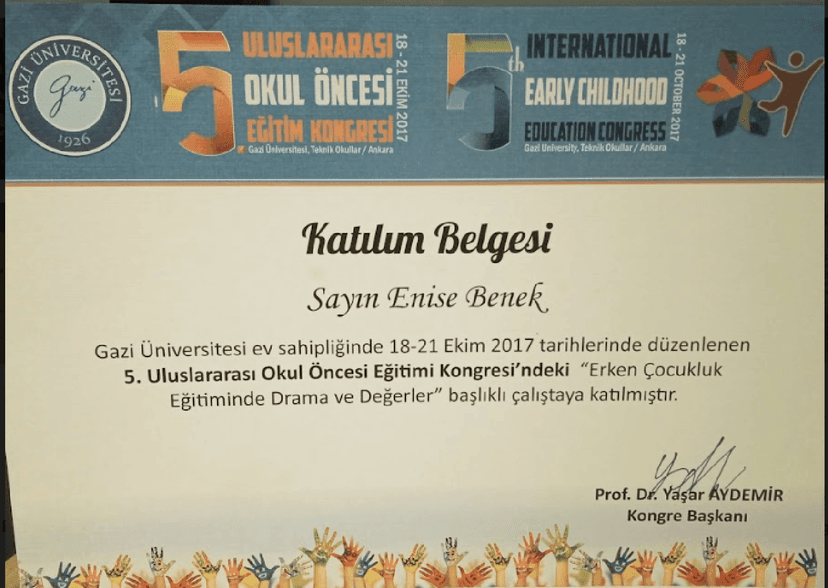 GAZİ ÜNİVERSİTESİ
Gazi
1926
5 ULUSLARARASI
OKUL ÖNCESİ
EĞİTİM KONGRESİ
Gazi Üniversitesi, Teknik Okullar / Ankara
18 - 21 EKİM 2017
5th INTERNATIONAL
EARLY CHILDHOOD
EDUCATION CONGRESS
Gazi University, Teknik Okullar / Ankara
18 - 21 OCTOBER 2017
Katılım Belgesi
Sayın Enise Benek
Gazi Üniversitesi ev sahipliğinde 18-21 Ekim 2017 tarihlerinde düzenlenen
5. Uluslararası Okul Öncesi Eğitimi Kongresi’ndeki “Erken Çocukluk
Eğitiminde Drama ve Değerler” başlıklı çalıştaya katılmıştır.
Prof. Dr. Yaşar AYDEMİR
Kongre Başkanı